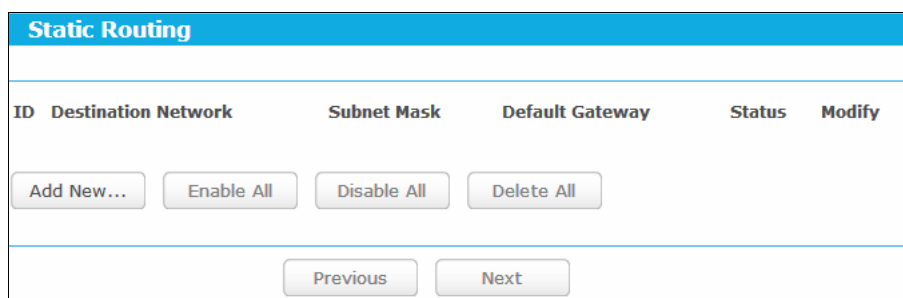 Static Routing
ID Destination Network Subnet Mask Default Gateway Status Modify
Add New... Enable All Disable All Delete All
Previous Next